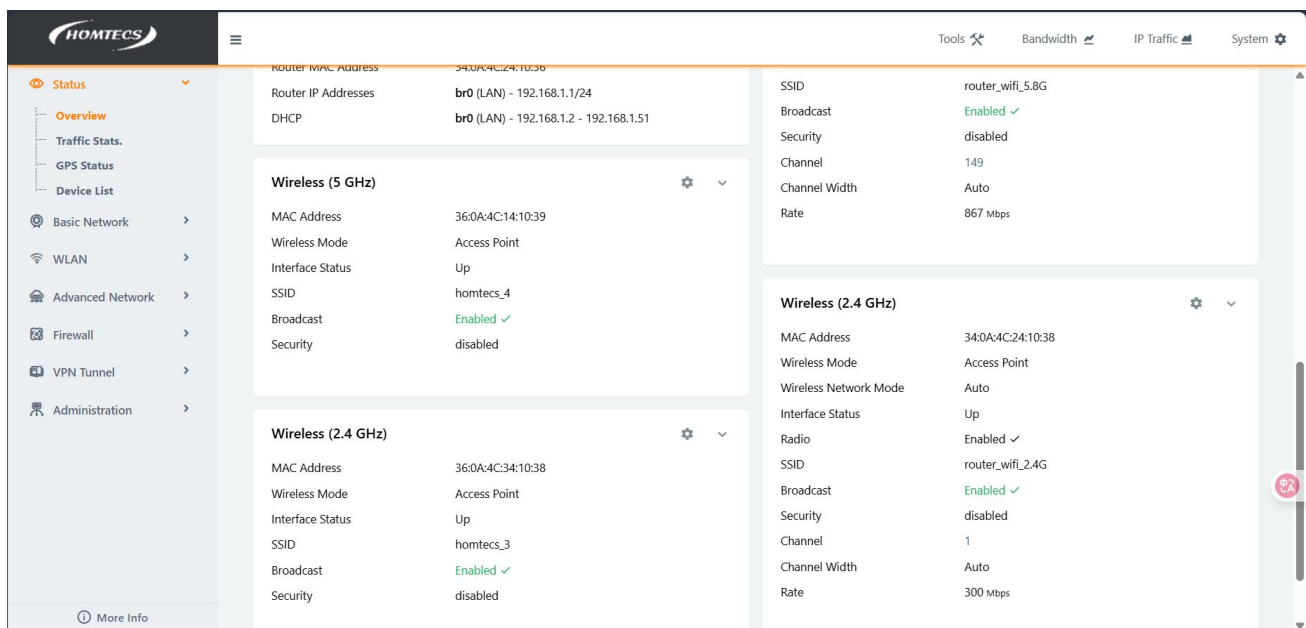 HOMTECS
Tools
Bandwidth
IP Traffic
System
Status
Overview
Traffic Stats.
GPS Status
Device List
Basic Network
WLAN
Advanced Network
Firewall
VPN Tunnel
Administration
More Info
Router MAC Address 34:0A:4C:24:10:36
Router IP Addresses br0 (LAN) - 192.168.1.1/24
DHCP br0 (LAN) - 192.168.1.2 - 192.168.1.51
Wireless (5 GHz)
MAC Address 36:0A:4C:14:10:39
Wireless Mode Access Point
Interface Status Up
SSID homtecs_4
Broadcast Enabled ✓
Security disabled
Wireless (2.4 GHz)
MAC Address 36:0A:4C:34:10:38
Wireless Mode Access Point
Interface Status Up
SSID homtecs_3
Broadcast Enabled ✓
Security disabled
SSID router_wifi_5.8G
Broadcast Enabled ✓
Security disabled
Channel 149
Channel Width Auto
Rate 867 Mbps
Wireless (2.4 GHz)
MAC Address 34:0A:4C:24:10:38
Wireless Mode Access Point
Wireless Network Mode Auto
Interface Status Up
Radio Enabled ✓
SSID router_wifi_2.4G
Broadcast Enabled ✓
Security disabled
Channel 1
Channel Width Auto
Rate 300 Mbps
中A